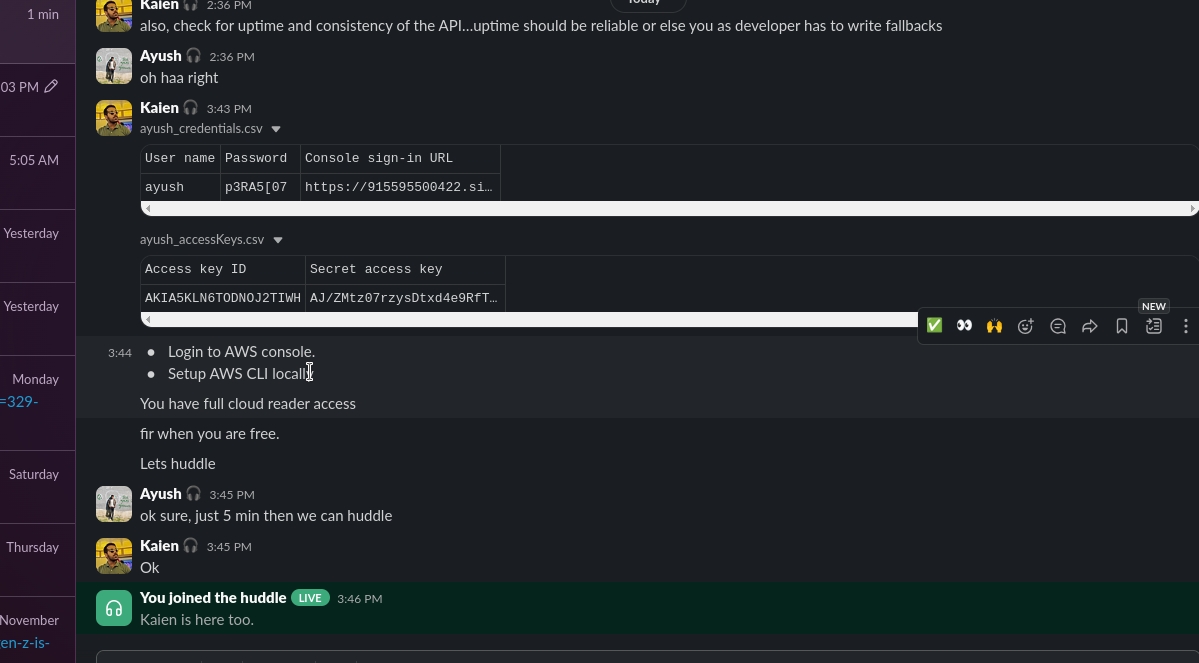 1 min
03 PM
5:05 AM
Yesterday
Yesterday
Monday
=329-
Saturday
Thursday
November
en-z-is-
Today
Kaien 2:36 PM
also, check for uptime and consistency of the API...uptime should be reliable or else you as developer has to write fallbacks
Ayush 2:36 PM
oh haa right
Kaien 3:43 PM
ayush_credentials.csv
User name Password Console sign-in URL
ayush p3RA5[07 https://915595500422.si…
ayush_accessKeys.csv
Access key ID Secret access key
AKIA5KLN6TODNOJ2TIWH AJ/ZMtz07rzysDtxd4e9RfT…
NEW
3:44
• Login to AWS console.
• Setup AWS CLI locally
You have full cloud reader access
fir when you are free.
Lets huddle
Ayush 3:45 PM
ok sure, just 5 min then we can huddle
Kaien 3:45 PM
Ok
You joined the huddle LIVE 3:46 PM
Kaien is here too.